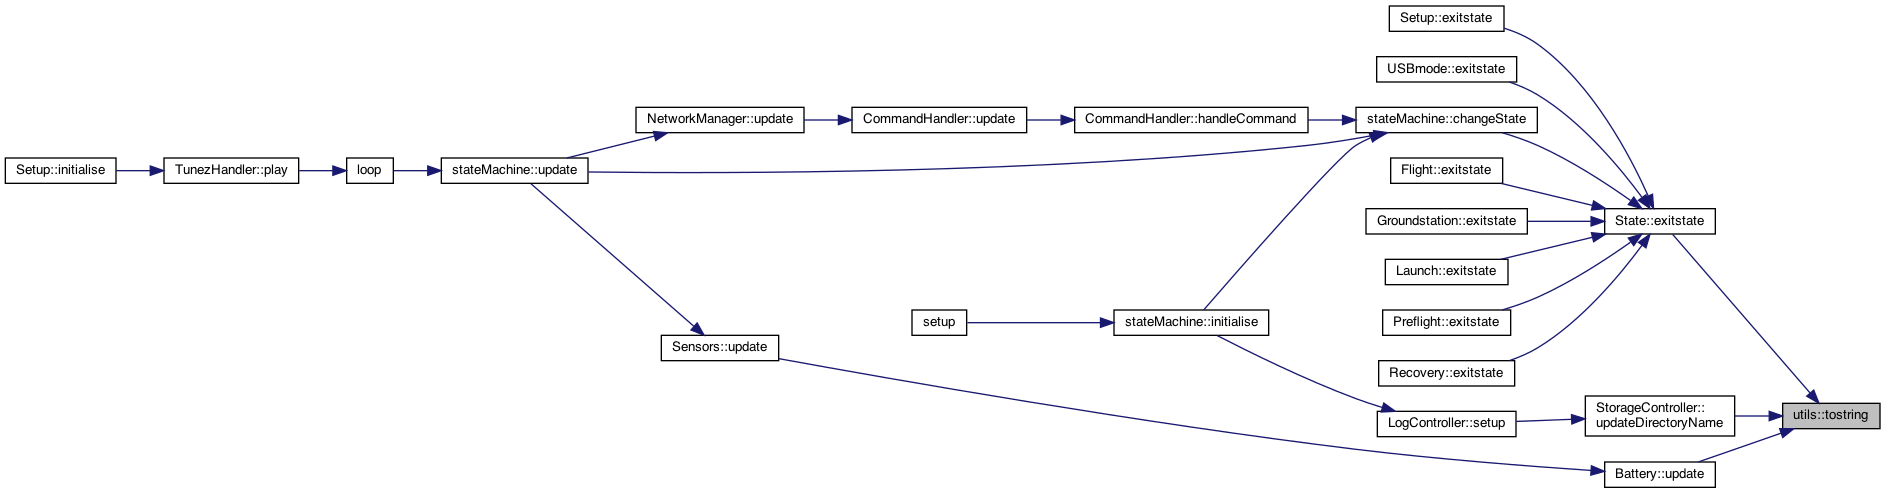 Setup::exitstate
USBmode::exitstate
NetworkManager::update
CommandHandler::update
CommandHandler::handleCommand
stateMachine::changeState
Setup::initialise
TunezHandler::play
loop
stateMachine::update
Flight::exitstate
Groundstation::exitstate
State::exitstate
Launch::exitstate
setup
stateMachine::initialise
Preflight::exitstate
Sensors::update
Recovery::exitstate
StorageController::
updateDirectoryName
utils::tostring
LogController::setup
Battery::update